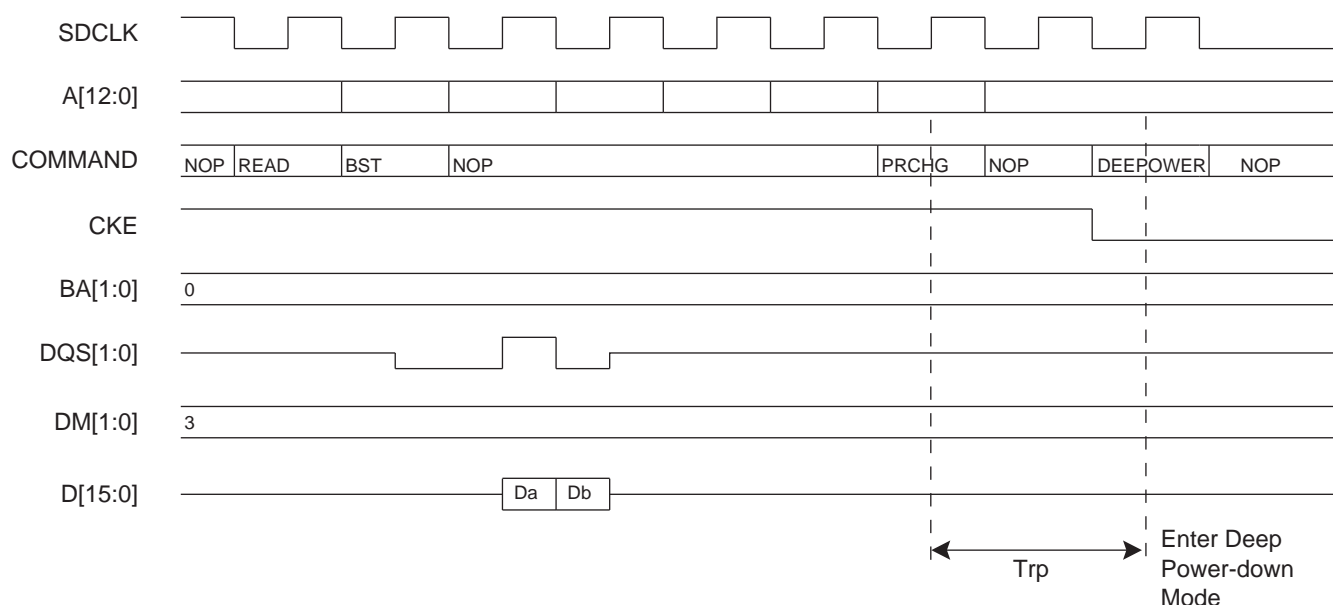 SDCLK
A[12:0]
COMMAND NOP READ BST NOP PRCHG NOP DEEPOWER NOP
CKE
BA[1:0] 0
DQS[1:0]
DM[1:0] 3
D[15:0] Da Db
Trp
Enter Deep
Power-down
Mode